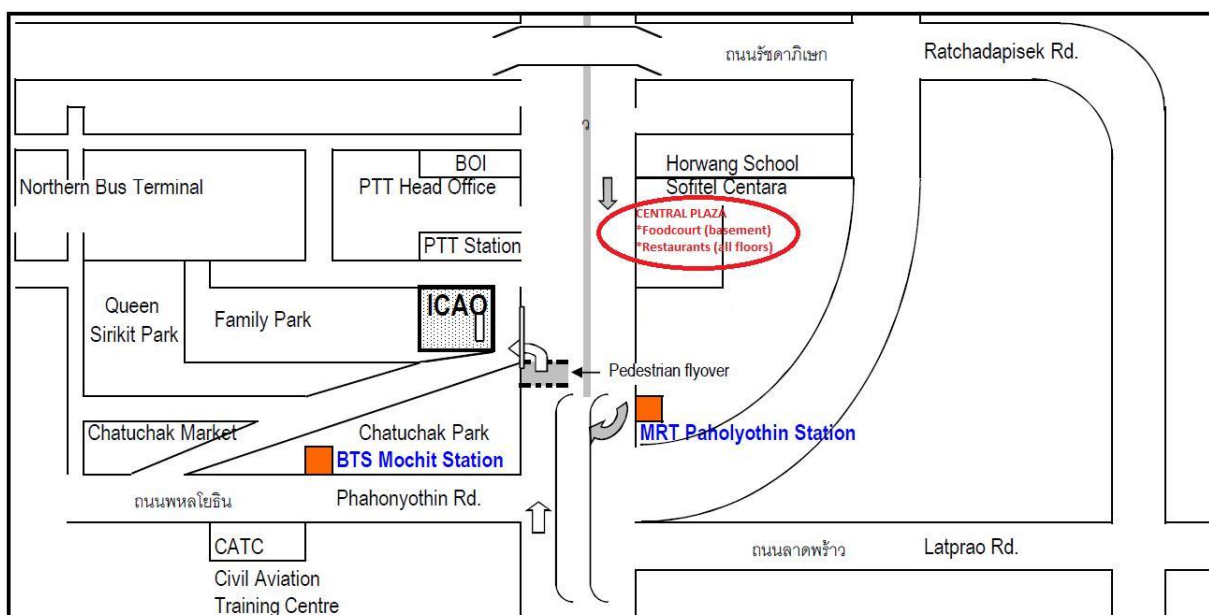 ถนนรัชดาภิเษก
Ratchadapisek Rd.
ว
BOI
Horwang School
Northern Bus Terminal
PTT Head Office
Sofitel Centara
CENTRAL PLAZA
*Foodcourt (basement)
*Restaurants (all floors)
PTT Station
ICAO
Queen
Sirikit Park
Family Park
Pedestrian flyover
Chatuchak Market
Chatuchak Park
MRT Paholyothin Station
BTS Mochit Station
ถนนพหลโยธิน
Phahonyothin Rd.
CATC
ถนนลาดพร้าว
Latprao Rd.
Civil Aviation
Training Centre